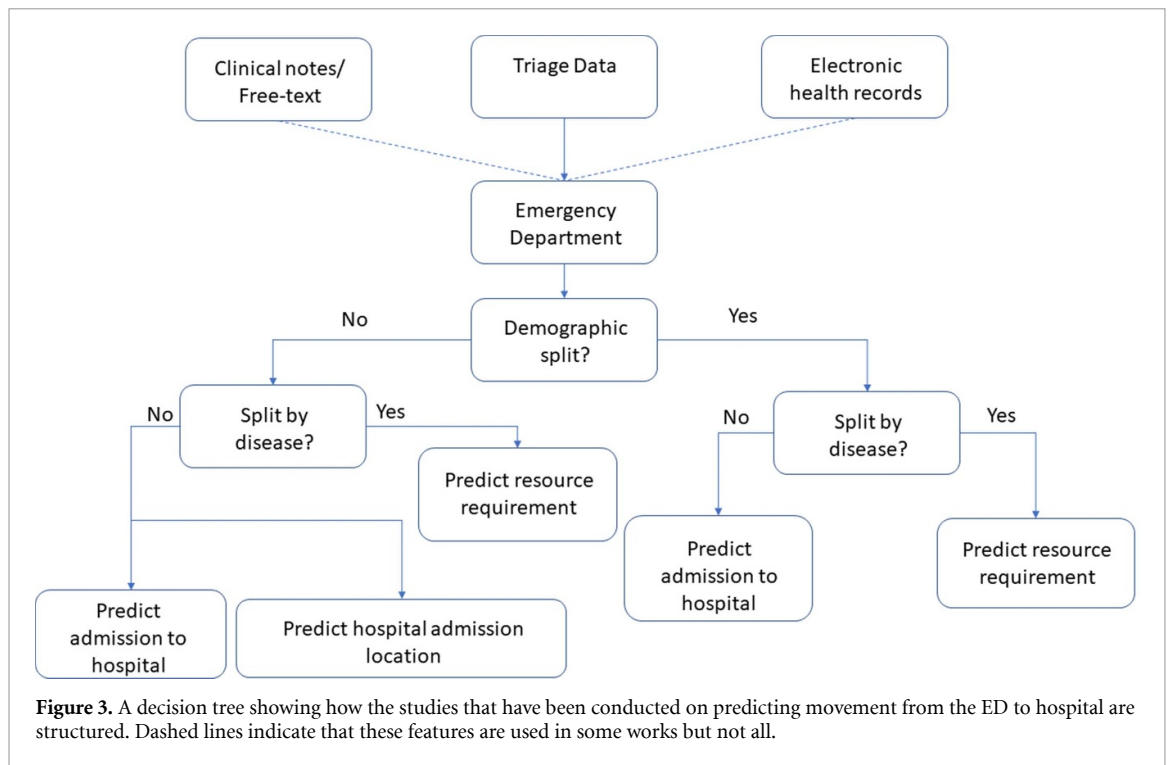 Clinical notes/
Free-text
Triage Data
Electronic
health records
Emergency
Department
Demographic
split?
No
Yes
Split by
disease?
No
Yes
Split by
disease?
No
Yes
Predict resource
requirement
Predict
admission to
hospital
Predict resource
requirement
Predict
admission to
hospital
Predict hospital admission
location
Figure 3. A decision tree showing how the studies that have been conducted on predicting movement from the ED to hospital are
structured. Dashed lines indicate that these features are used in some works but not all.